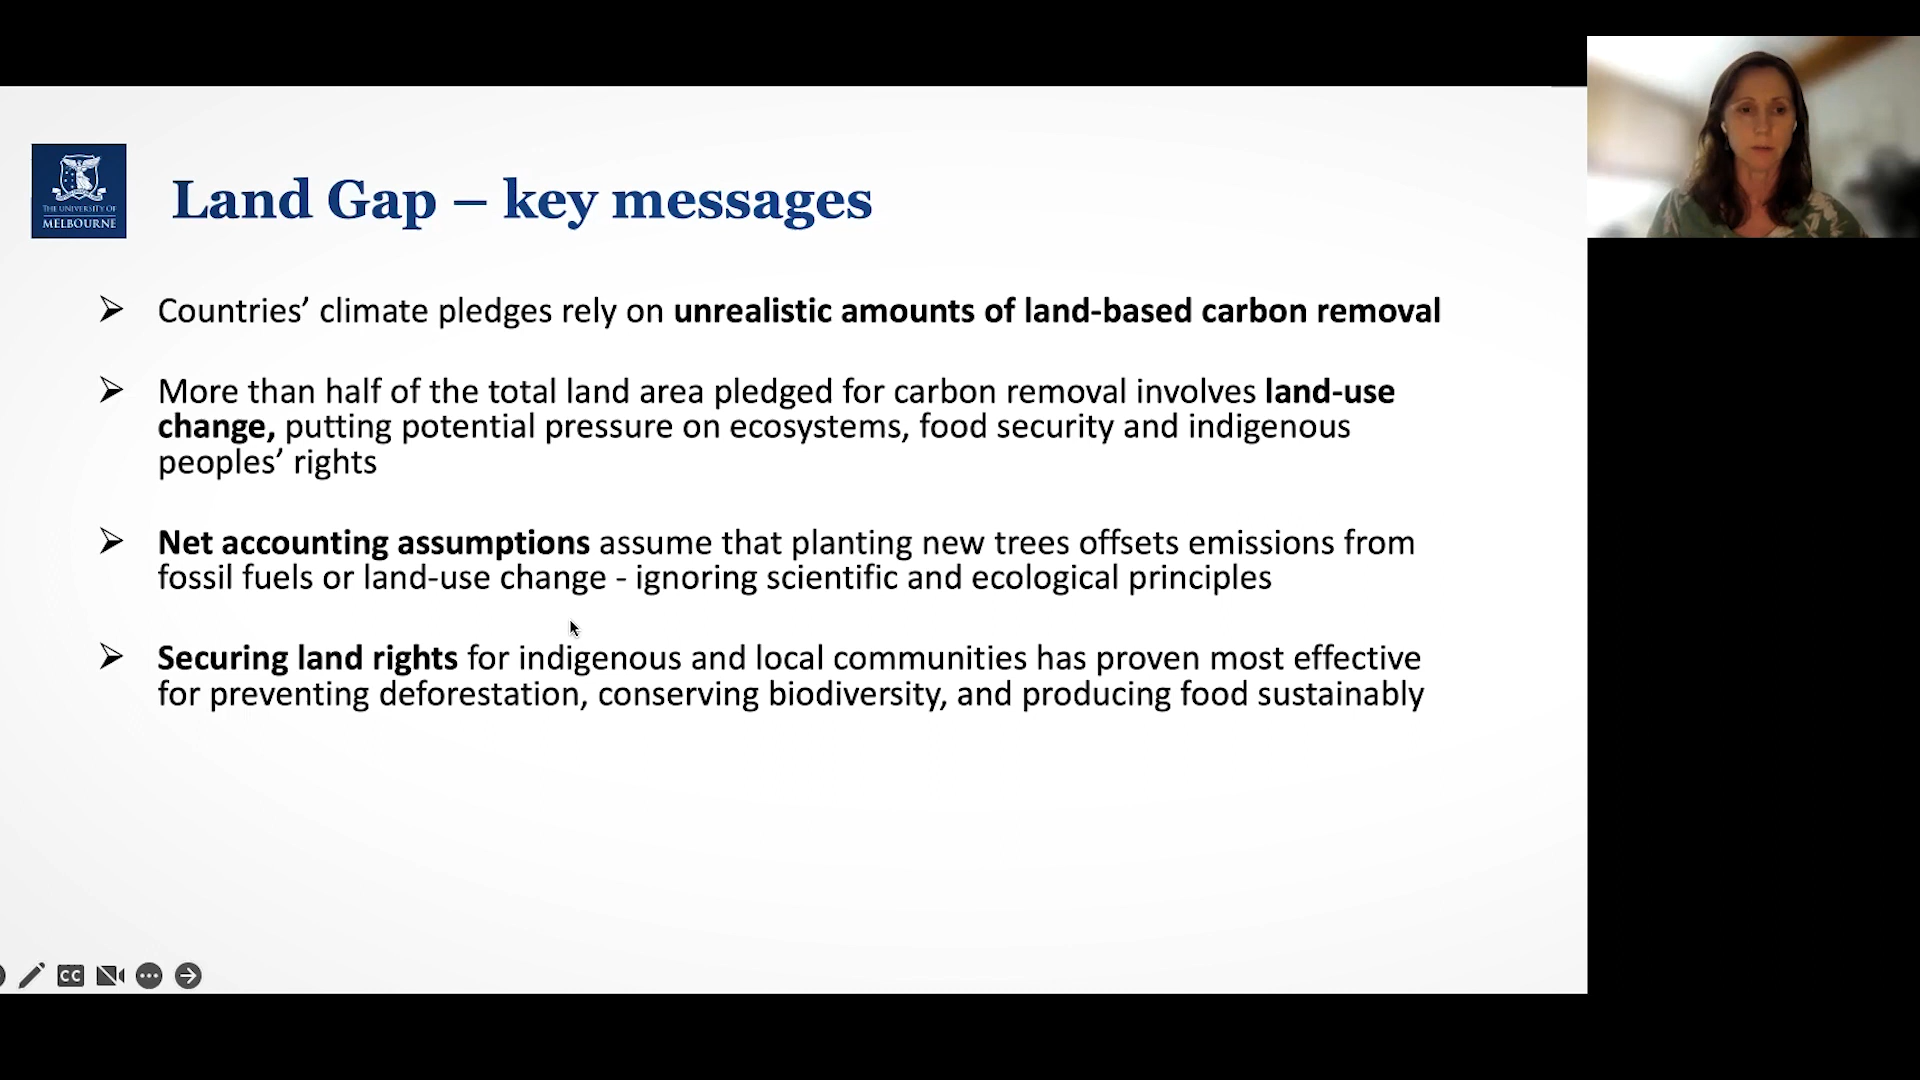 THE UNIVERSITY OF
MELBOURNE
Land Gap – key messages
Countries’ climate pledges rely on unrealistic amounts of land-based carbon removal
More than half of the total land area pledged for carbon removal involves land-use
change, putting potential pressure on ecosystems, food security and indigenous
peoples’ rights
Net accounting assumptions assume that planting new trees offsets emissions from
fossil fuels or land-use change - ignoring scientific and ecological principles
Securing land rights for indigenous and local communities has proven most effective
for preventing deforestation, conserving biodiversity, and producing food sustainably
CC